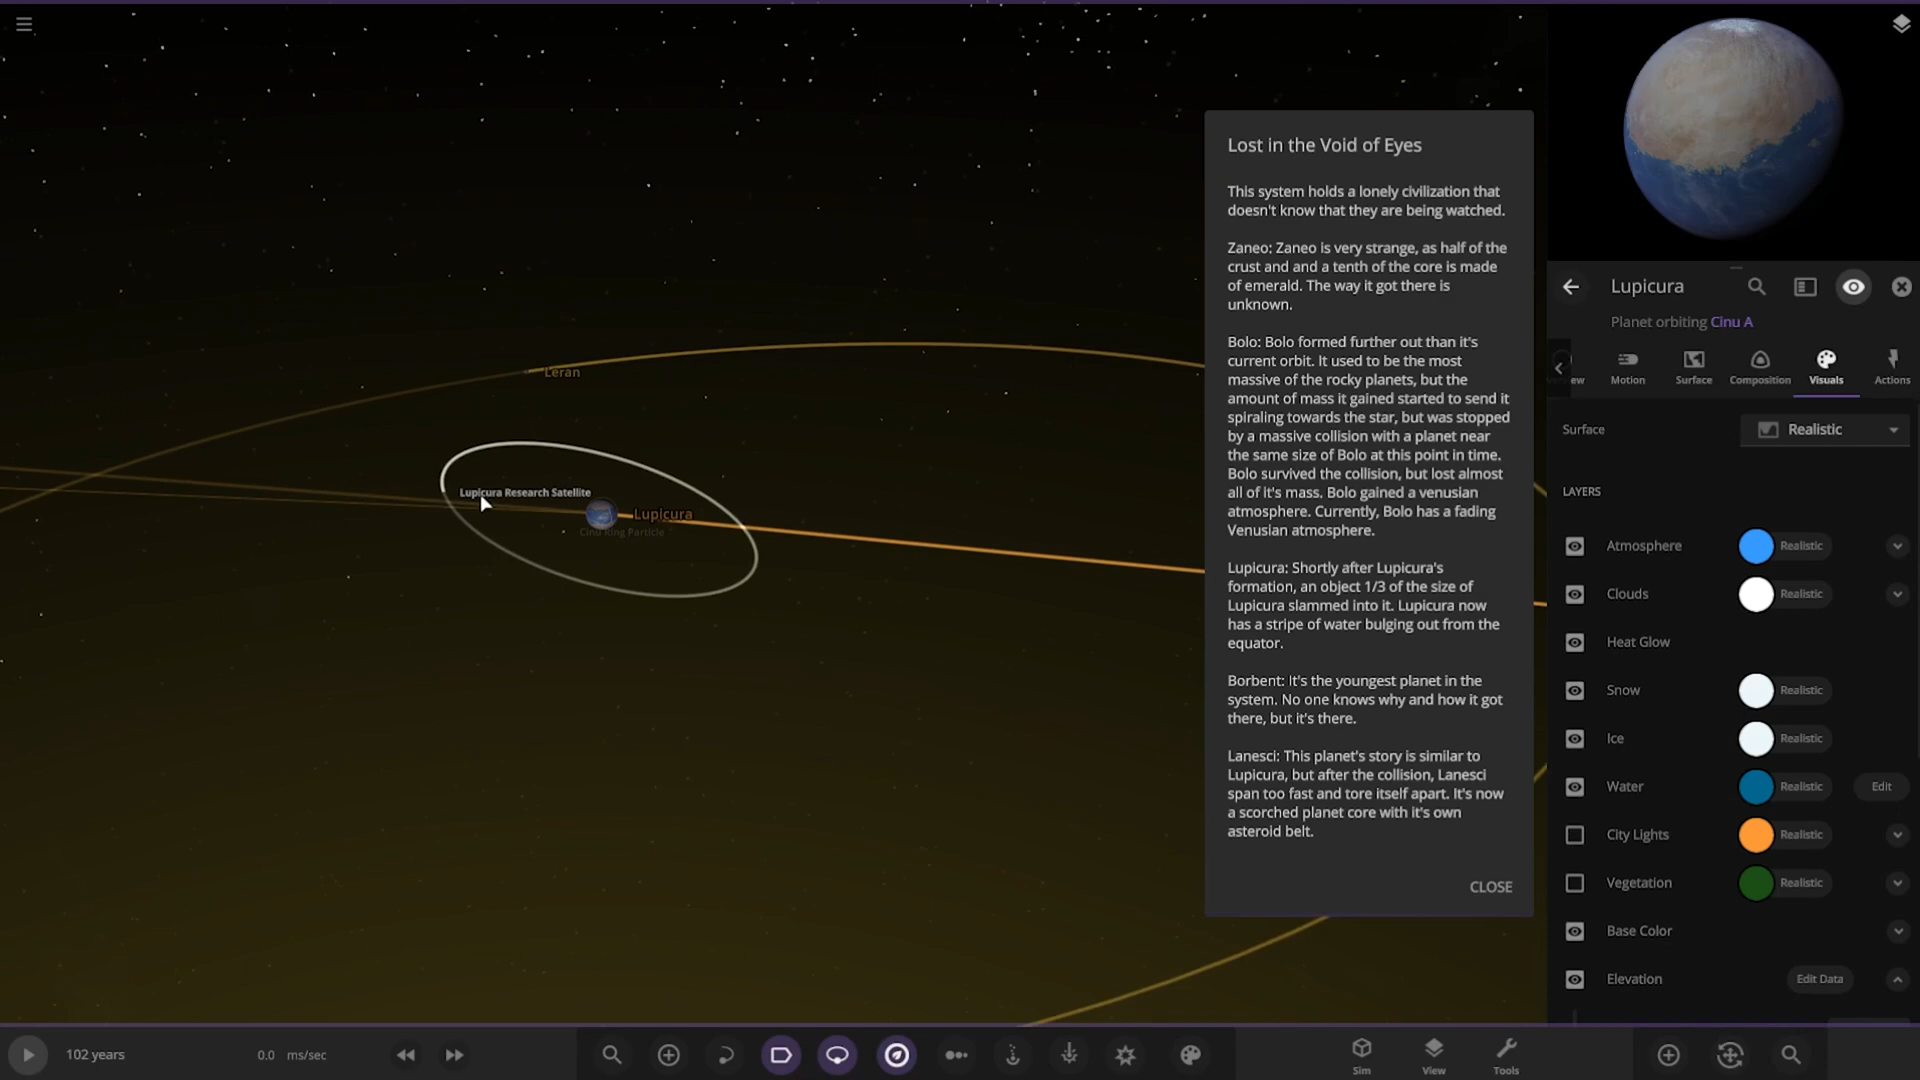 Leran
Lupicura Research Satellite
Lupicura
Cinu Ring Particle
Lost in the Void of Eyes
This system holds a lonely civilization that
doesn't know that they are being watched.
Zaneo: Zaneo is very strange, as half of the
crust and and a tenth of the core is made
of emerald. The way it got there is
unknown.
Bolo: Bolo formed further out than it's
current orbit. It used to be the most
massive of the rocky planets, but the
amount of mass it gained started to send it
spiraling towards the star, but was stopped
by a massive collision with a planet near
the same size of Bolo at this point in time.
Bolo survived the collision, but lost almost
all of it's mass. Bolo gained a venusian
atmosphere. Currently, Bolo has a fading
Venusian atmosphere.
Lupicura: Shortly after Lupicura's
formation, an object 1/3 of the size of
Lupicura slammed into it. Lupicura now
has a stripe of water bulging out from the
equator.
Borbent: It's the youngest planet in the
system. No one knows why and how it got
there, but it's there.
Lanesci: This planet's story is similar to
Lupicura, but after the collision, Lanesci
span too fast and tore itself apart. It's now
a scorched planet core with it's own
asteroid belt.
CLOSE
Lupicura
Planet orbiting Cinu A
Motion Surface Composition Visuals Actions
Surface Realistic
LAYERS
Atmosphere Realistic
Clouds Realistic
Heat Glow
Snow Realistic
Ice Realistic
Water Realistic Edit
City Lights Realistic
Vegetation Realistic
Base Color
Elevation Edit Data
102 years 0.0 ms/sec
Sim View Tools